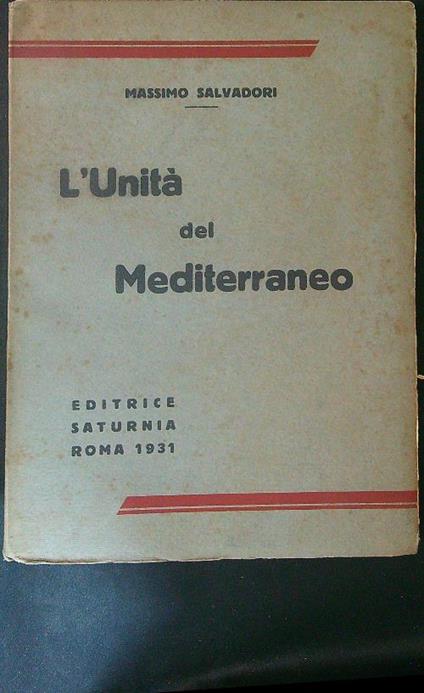 MASSIMO SALVADORI
L'Unità
del
Mediterraneo
EDITRICE
SATURNIA
ROMA 1931